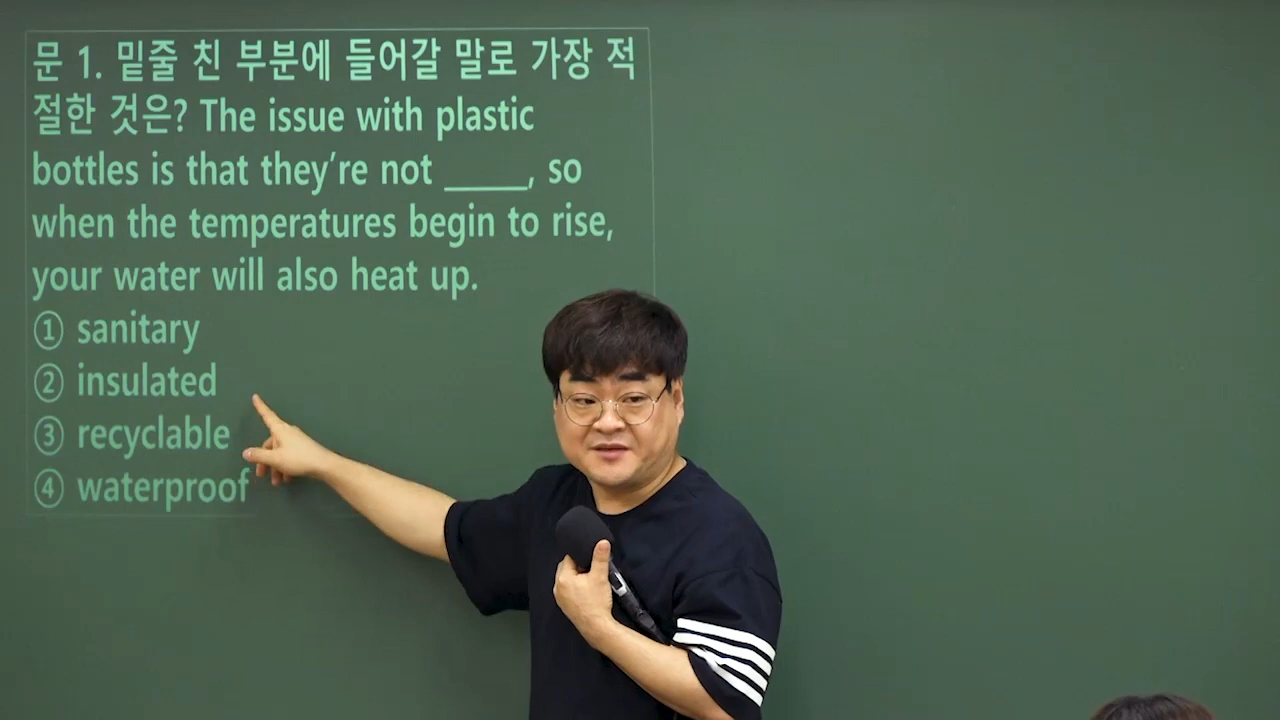 문 1. 밑줄 친 부분에 들어갈 말로 가장 적
절한 것은? The issue with plastic
bottles is that they’re not _____, so
when the temperatures begin to rise,
your water will also heat up.
① sanitary
② insulated
③ recyclable
④ waterproof